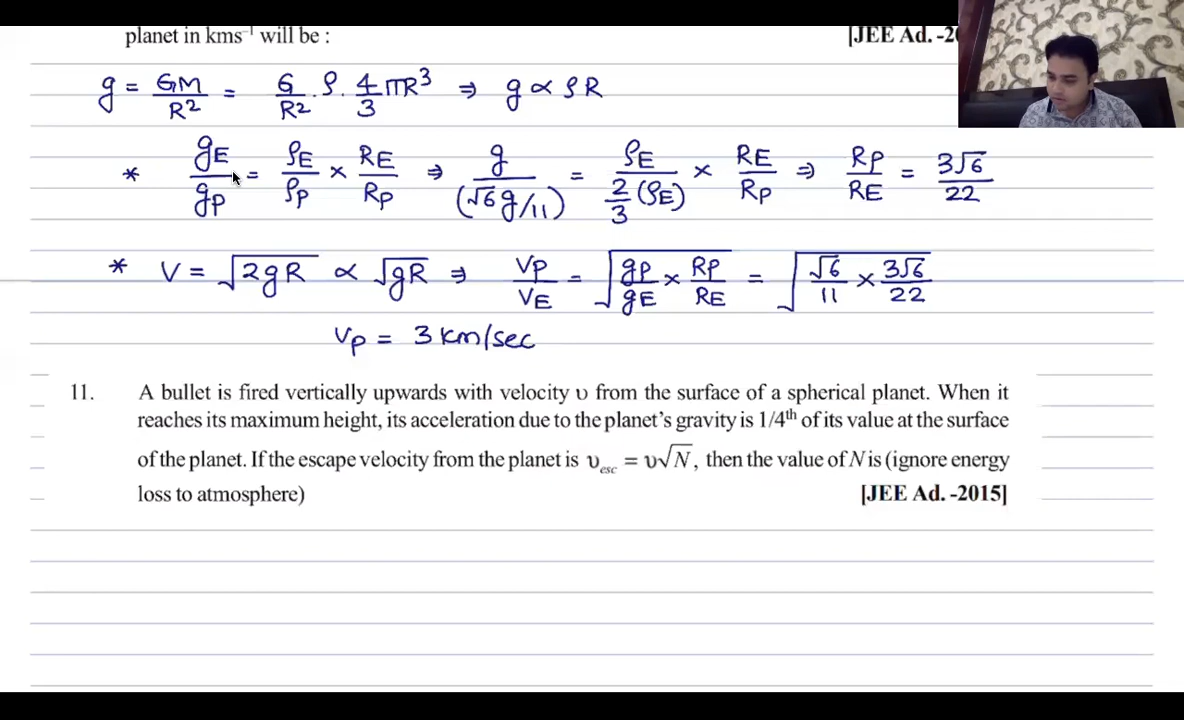 planet in kms⁻¹ will be : [JEE Ad. -20
g = GM/R² = G/R² . ρ. 4/3 πR³ ⇒ g ∝ ρR
* gE/gP = ρE/ρP × RE/RP ⇒ g/(√6g/11) = ρE/(2/3 (ρE)) × RE/RP ⇒ RP/RE = 3√6/22
* V = √2gR ∝ √gR ⇒ VP/VE = √(gP/gE × RP/RE) = √(√6/11 × 3√6/22)
VP = 3 km/sec
11. A bullet is fired vertically upwards with velocity υ from the surface of a spherical planet. When it
reaches its maximum height, its acceleration due to the planet's gravity is 1/4th of its value at the surface
of the planet. If the escape velocity from the planet is υesc = υ√N, then the value of N is (ignore energy
loss to atmosphere) [JEE Ad. -2015]